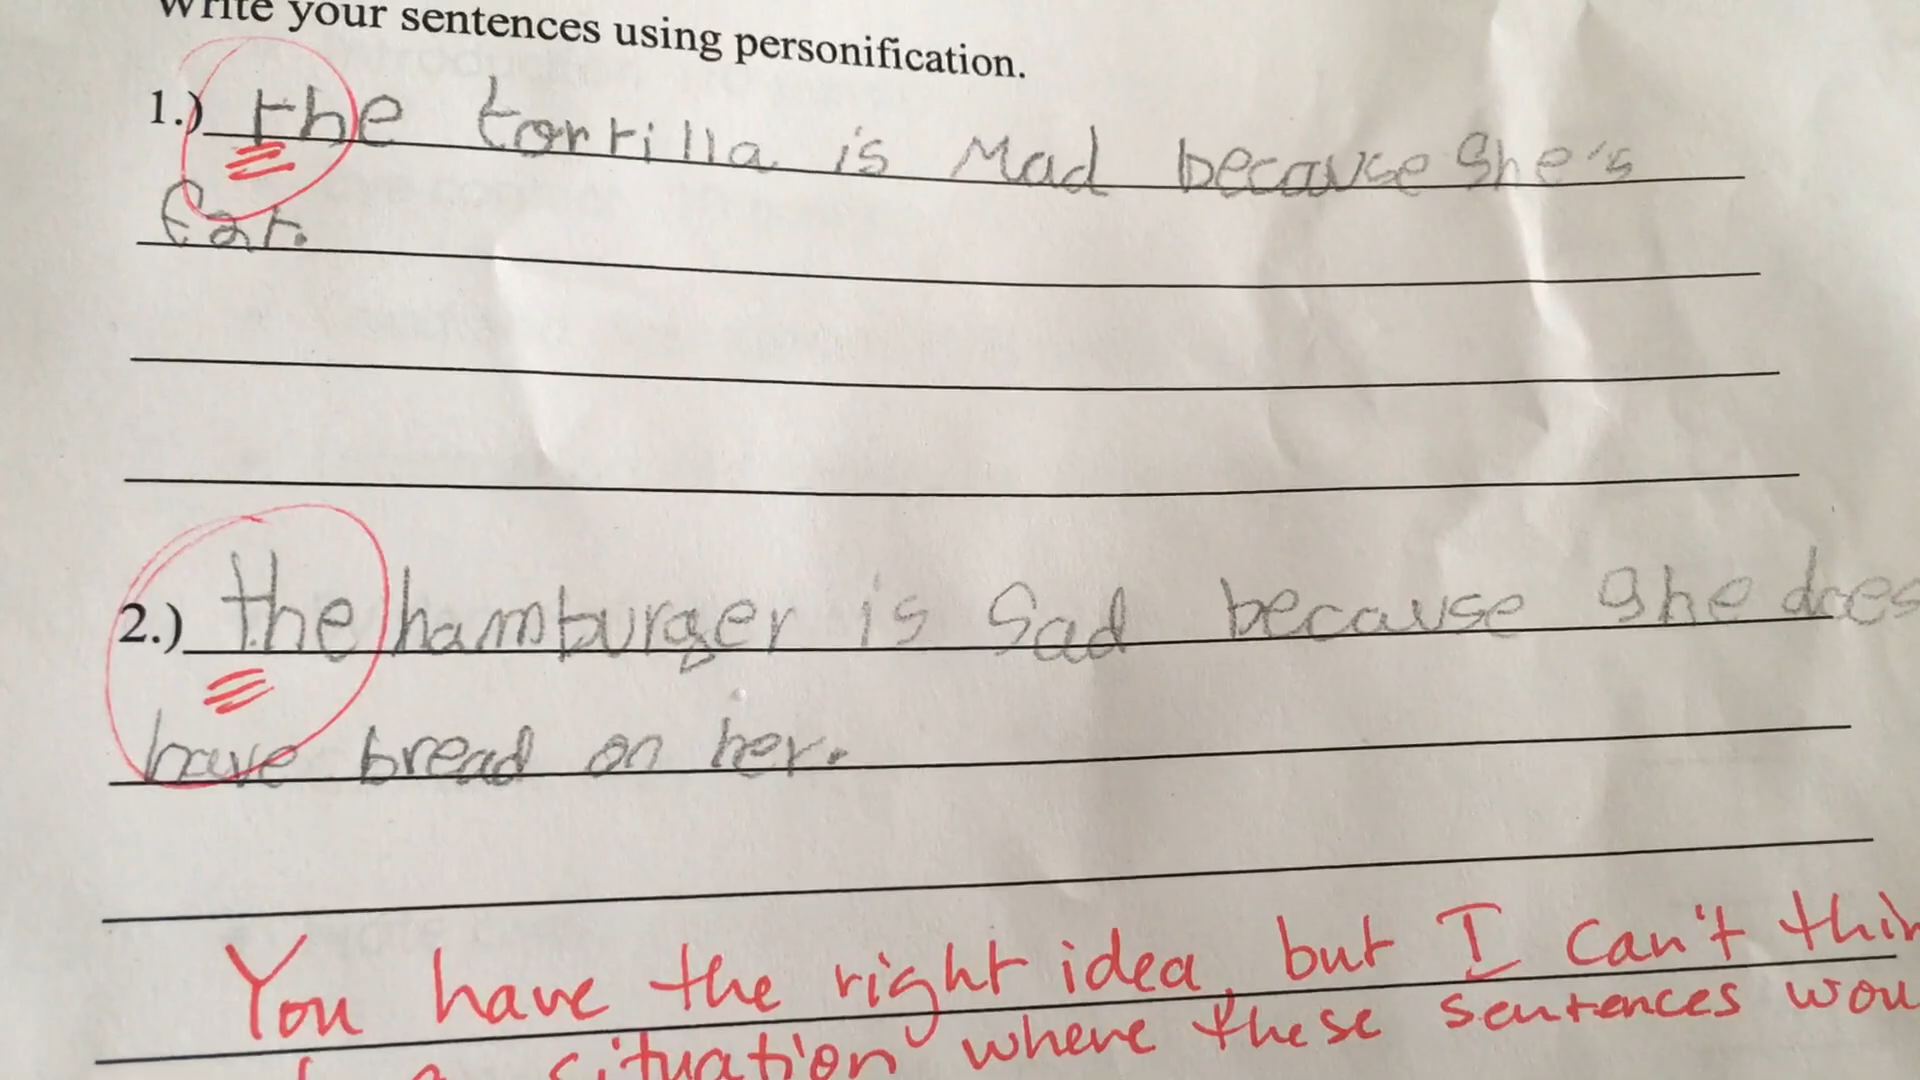 Write your sentences using personification.
1.) the tortilla is Mad because she's
fat.
2.) the hamburger is Sad because she does
have bread on her.
You have the right idea, but I can't thin
a situation where these sentences wou